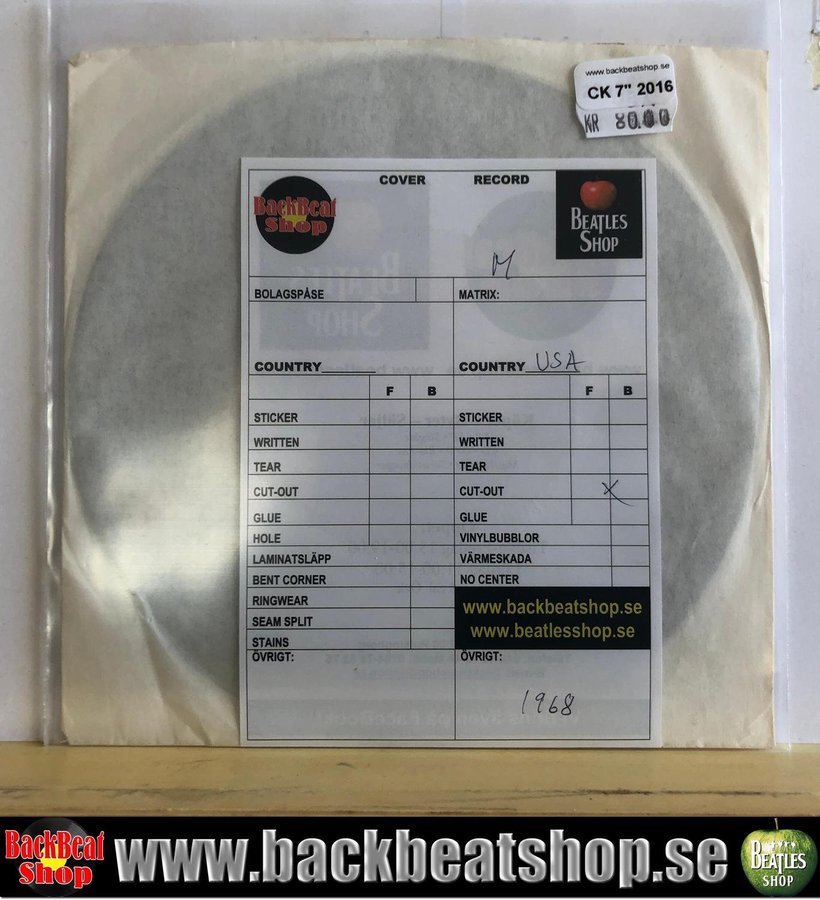 www.backbeatshop.se
CK 7" 2016
KR 80.00
COVER RECORD
BackBeat
Shop
BEATLES
SHOP
M
BOLAGSPÅSE MATRIX:
COUNTRY______ COUNTRY USA
F B F B
STICKER STICKER
WRITTEN WRITTEN
TEAR TEAR
CUT-OUT CUT-OUT X
GLUE GLUE
HOLE VINYLBUBBLOR
LAMINATSLÄPP VÄRMESKADA
BENT CORNER NO CENTER
RINGWEAR
SEAM SPLIT
STAINS
www.backbeatshop.se
www.beatlesshop.se
ÖVRIGT: ÖVRIGT:
1968
BackBeat
Shop
www.backbeatshop.se
BEATLES
SHOP